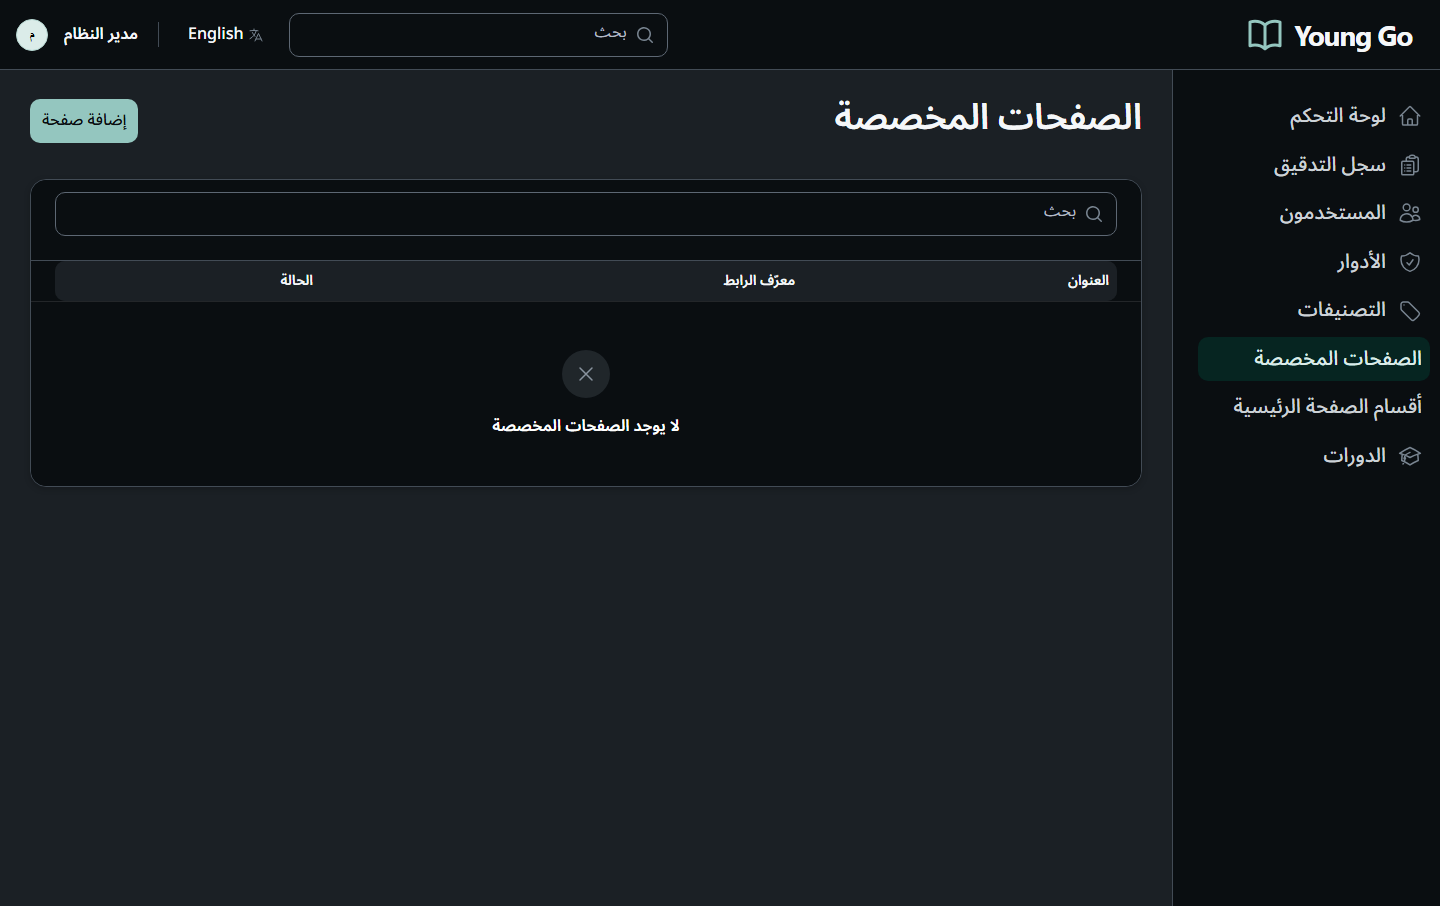 Young Go
بحث
English
مدير النظام
م
لوحة التحكم
سجل التدقيق
المستخدمون
الأدوار
التصنيفات
الصفحات المخصصة
أقسام الصفحة الرئيسية
الدورات
الصفحات المخصصة
إضافة صفحة
بحث
العنوان معرّف الرابط الحالة
لا يوجد الصفحات المخصصة